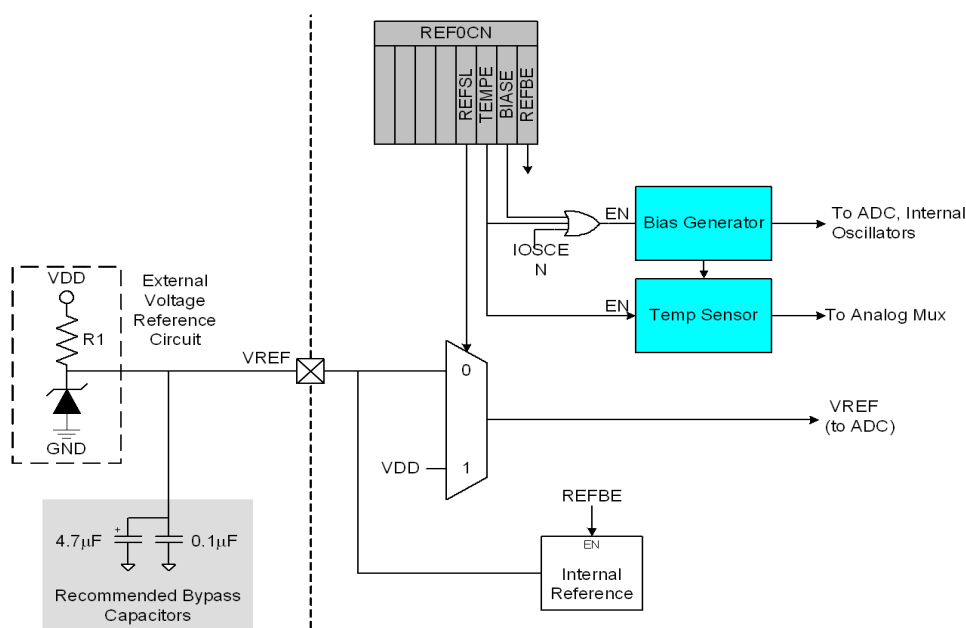 REF0CN
REFSL
TEMPE
BIASE
REFBE
EN
Bias Generator
To ADC, Internal
Oscillators
IOSCE
N
EN
Temp Sensor
To Analog Mux
VDD
R1
GND
External
Voltage
Reference
Circuit
VREF
0
1
VDD
VREF
(to ADC)
REFBE
EN
Internal
Reference
4.7µF
+
0.1µF
Recommended Bypass
Capacitors